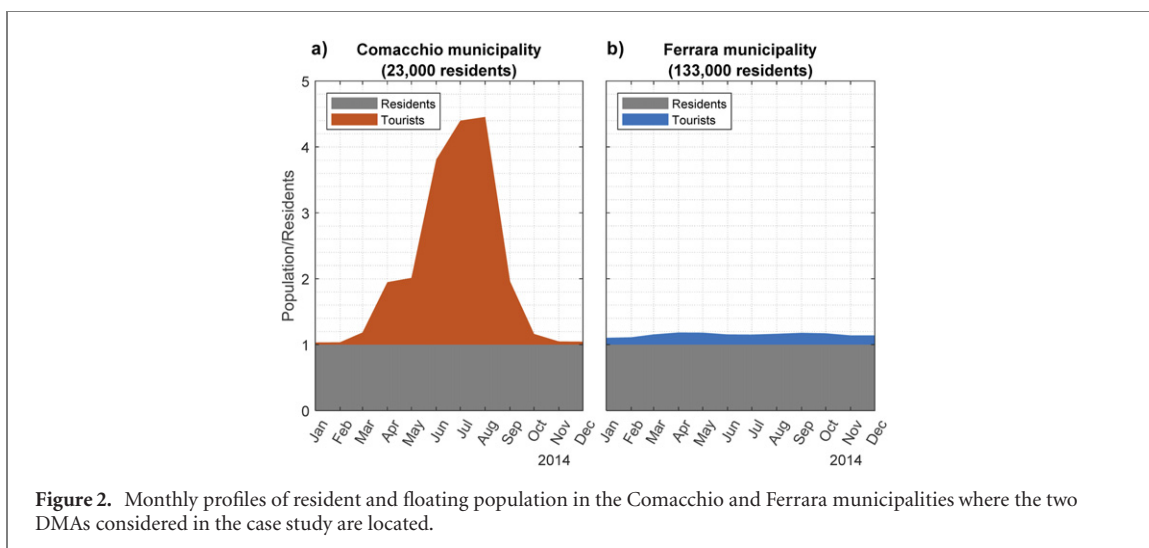 a) Comacchio municipality
(23,000 residents)
b) Ferrara municipality
(133,000 residents)
Population/Residents
5
4
3
2
1
0
Residents
Tourists
Residents
Tourists
Jan Feb Mar Apr May Jun Jul Aug Sep Oct Nov Dec
2014
Jan Feb Mar Apr May Jun Jul Aug Sep Oct Nov Dec
2014
Figure 2. Monthly profiles of resident and floating population in the Comacchio and Ferrara municipalities where the two
DMAs considered in the case study are located.